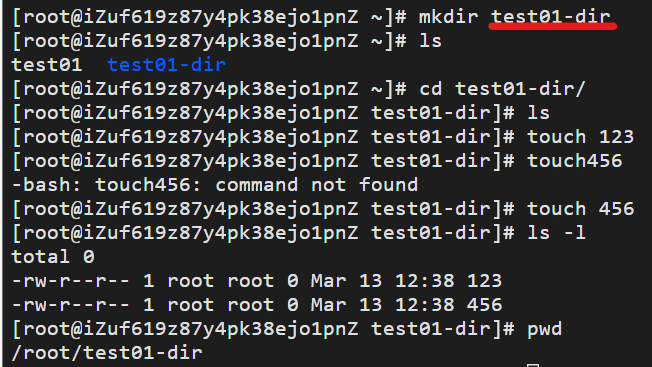 [root@iZuf619z87y4pk38ejo1pnZ ~]# mkdir test01-dir
[root@iZuf619z87y4pk38ejo1pnZ ~]# ls
test01  test01-dir
[root@iZuf619z87y4pk38ejo1pnZ ~]# cd test01-dir/
[root@iZuf619z87y4pk38ejo1pnZ test01-dir]# ls
[root@iZuf619z87y4pk38ejo1pnZ test01-dir]# touch 123
[root@iZuf619z87y4pk38ejo1pnZ test01-dir]# touch456
-bash: touch456: command not found
[root@iZuf619z87y4pk38ejo1pnZ test01-dir]# touch 456
[root@iZuf619z87y4pk38ejo1pnZ test01-dir]# ls -l
total 0
-rw-r--r-- 1 root root 0 Mar 13 12:38 123
-rw-r--r-- 1 root root 0 Mar 13 12:38 456
[root@iZuf619z87y4pk38ejo1pnZ test01-dir]# pwd
/root/test01-dir